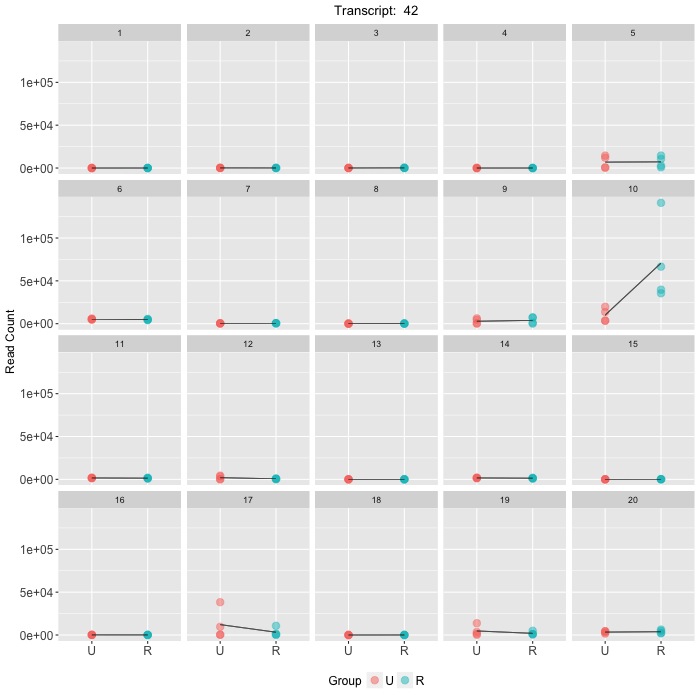 Transcript: 42
1 2 3 4 5
1e+05
5e+04
0e+00
6 7 8 9 10
1e+05
5e+04
0e+00
Read Count
11 12 13 14 15
1e+05
5e+04
0e+00
16 17 18 19 20
1e+05
5e+04
0e+00
U R U R U R U R U R
Group U R